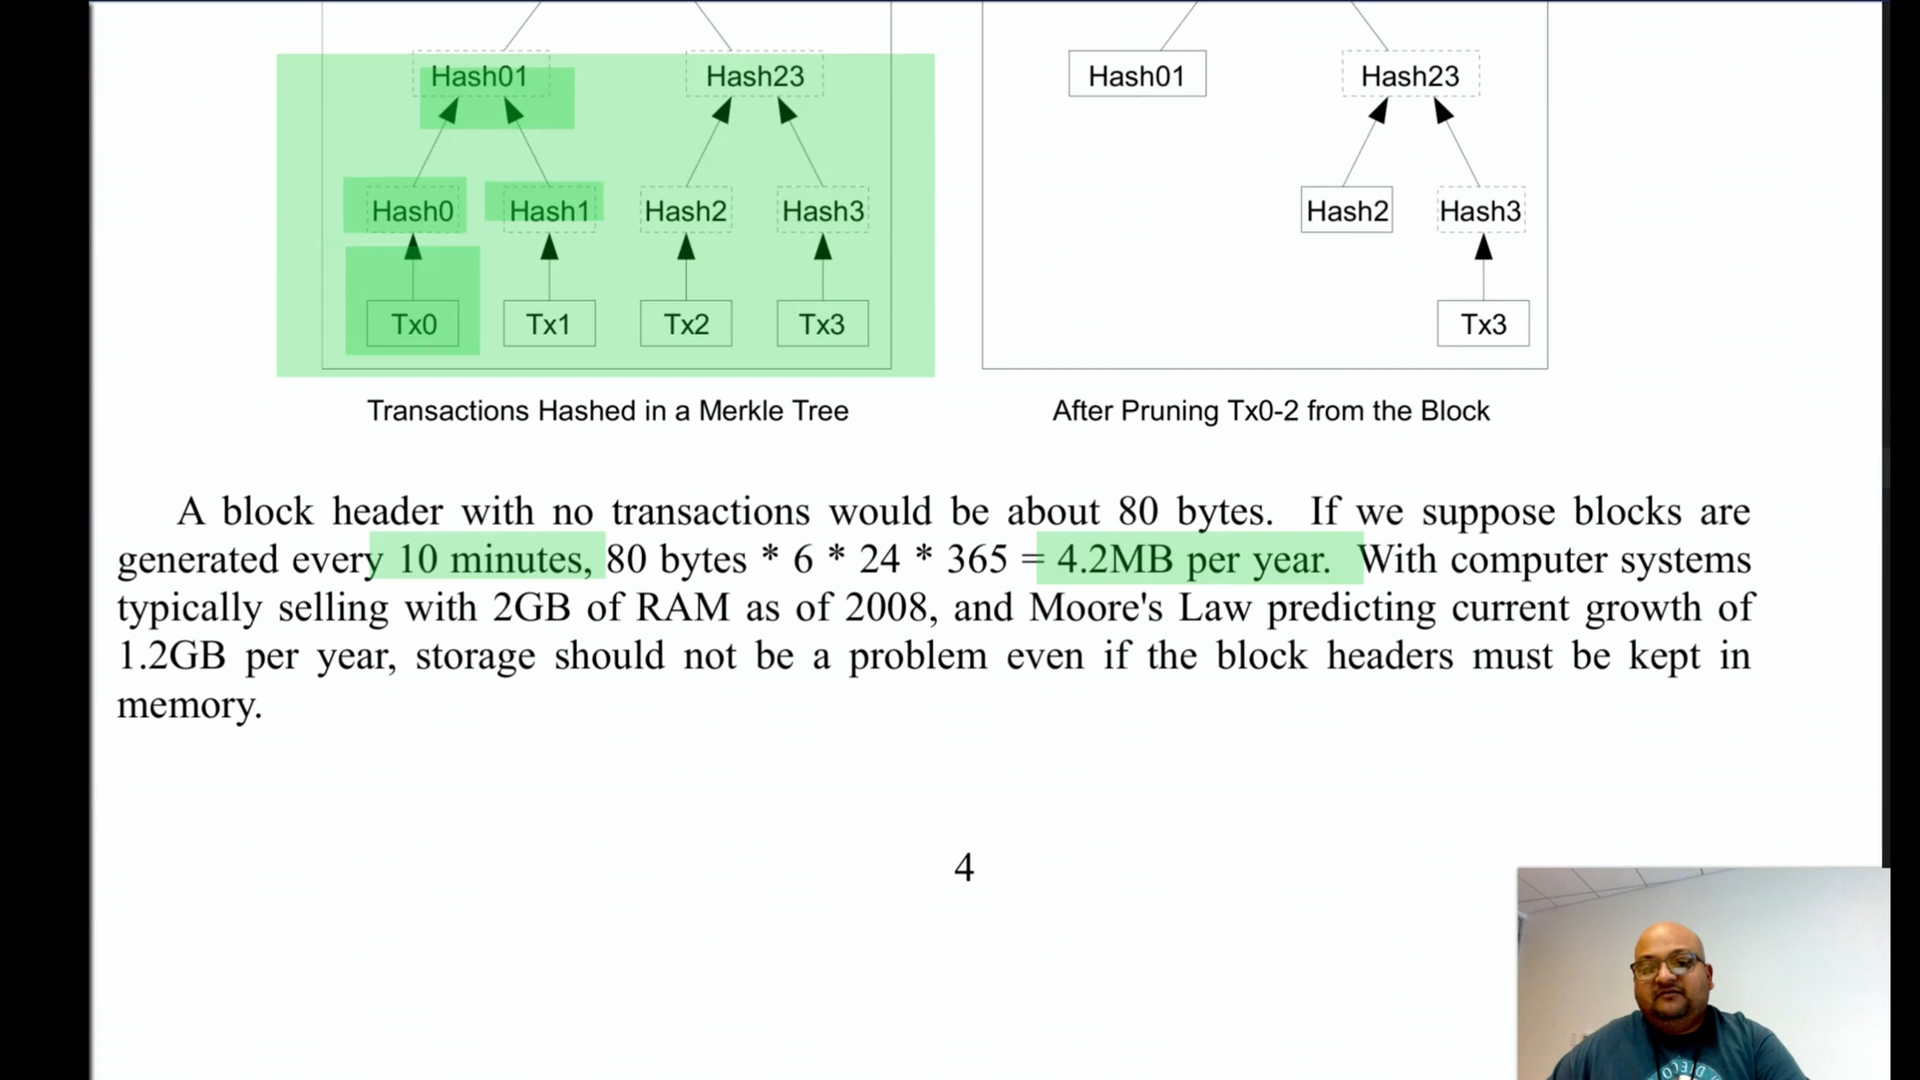 Hash01 Hash23 Hash01 Hash23
Hash0 Hash1 Hash2 Hash3 Hash2 Hash3
Tx0 Tx1 Tx2 Tx3 Tx3
Transactions Hashed in a Merkle Tree After Pruning Tx0-2 from the Block
A block header with no transactions would be about 80 bytes. If we suppose blocks are
generated every 10 minutes, 80 bytes * 6 * 24 * 365 = 4.2MB per year. With computer systems
typically selling with 2GB of RAM as of 2008, and Moore's Law predicting current growth of
1.2GB per year, storage should not be a problem even if the block headers must be kept in
memory.
4